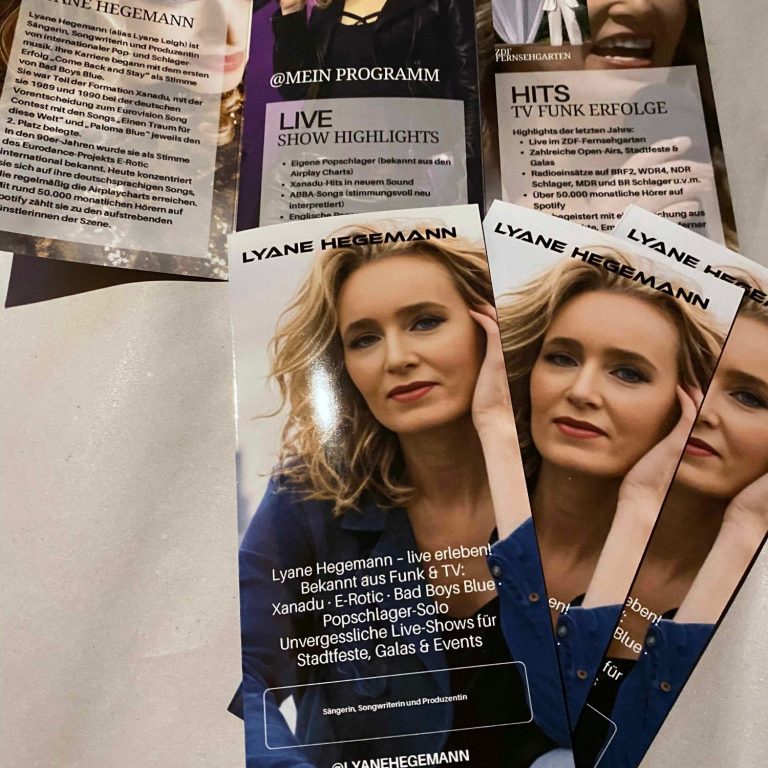 LYANE HEGEMANN
Lyane Hegemann (alias Lyane Leigh) ist
Sängerin, Songwriterin und Produzentin
von internationaler Pop- und Schlager-
musik. Ihre Karriere begann mit dem ersten
Erfolg „Come Back and Stay“ als Stimme
von Bad Boys Blue.
Sie war Teil der Formation Xanadu, mit der
sie 1989 und 1990 bei der deutschen
Vorentscheidung zum Eurovision Song
Contest mit den Songs „Einen Traum für
diese Welt“ und „Paloma Blue“ jeweils den
2. Platz belegte.
In den 90er-Jahren wurde sie als Stimme
des Eurodance-Projekts E-Rotic
international bekannt. Heute konzentriert
sie sich auf ihre deutschsprachigen Songs,
die regelmäßig die Airplaycharts erreichen.
Mit rund 50.000 monatlichen Hörern auf
Spotify zählt sie zu den aufstrebenden
Künstlerinnen der Szene.
@MEIN PROGRAMM
LIVE
SHOW HIGHLIGHTS
• Eigene Popschlager (bekannt aus den
Airplay Charts)
• Xanadu-Hits in neuem Sound
• ABBA-Songs (stimmungsvoll neu
interpretiert)
• Englische
ZDF
FERNSEHGARTEN
HITS
TV FUNK ERFOLGE
Highlights der letzten Jahre:
• Live im ZDF-Fernsehgarten
• Zahlreiche Open-Airs, Stadtfeste &
Galas
• Radioeinsätze auf BRF2, WDR4, NDR
Schlager, MDR und BR Schlager u.v.m.
• Über 50.000 monatliche Hörer auf
Spotify
begeistert mit
aus
LYANE HEGEMANN
Lyane Hegemann – live erleben!
Bekannt aus Funk & TV:
Xanadu · E-Rotic · Bad Boys Blue ·
Popschlager-Solo
Unvergessliche Live-Shows für
Stadtfeste, Galas & Events
Sängerin, Songwriterin und Produzentin
@LYANEHEGEMANN
LYANE HEGEMANN
en!
für
LYANE
eben!
Blue ·
für